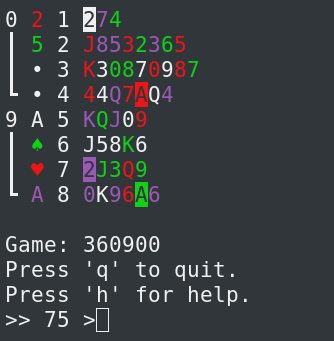 0 2 1 274
5 2 J8532365
• 3 K30870987
• 4 44Q7AQ4
9 A 5 KQJ09
♠ 6 J58K6
♥ 7 2J3Q9
A 8 0K96A6
Game: 360900
Press 'q' to quit.
Press 'h' for help.
>> 75 >